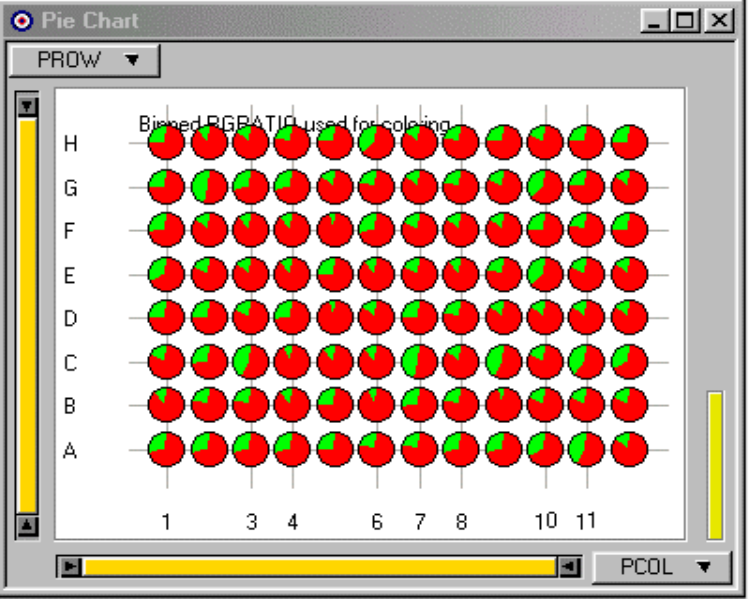 Pie Chart
PROW
Binned RGRATIO used for coloring
H
G
F
E
D
C
B
A
1 3 4 6 7 8 10 11
PCOL